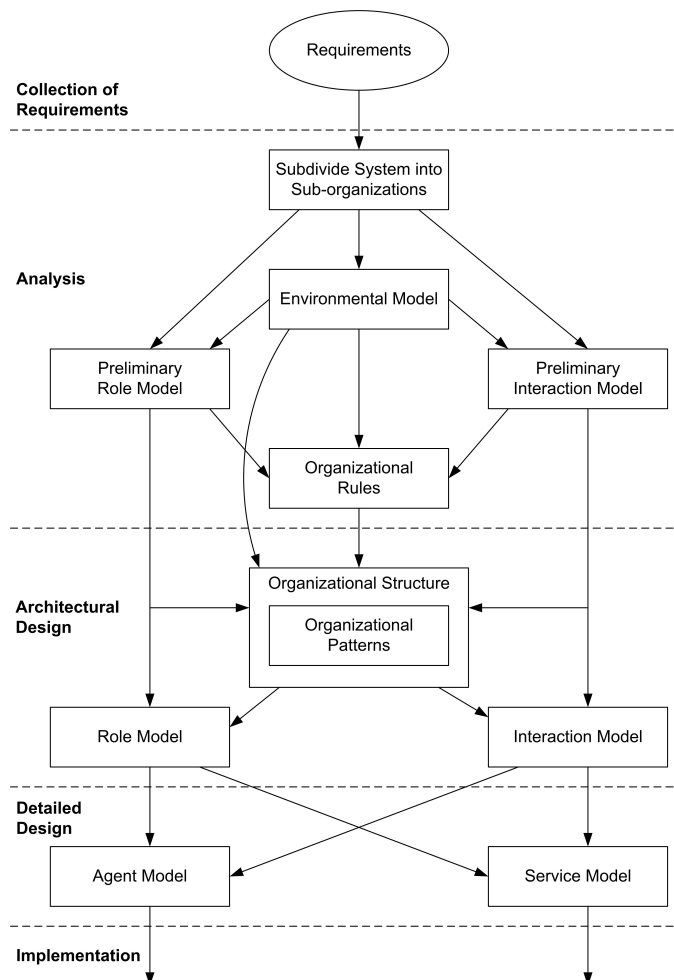 Requirements
Collection of
Requirements
Subdivide System into
Sub-organizations
Analysis
Environmental Model
Preliminary
Role Model
Preliminary
Interaction Model
Organizational
Rules
Organizational Structure
Architectural
Design
Organizational
Patterns
Role Model
Interaction Model
Detailed
Design
Agent Model
Service Model
Implementation